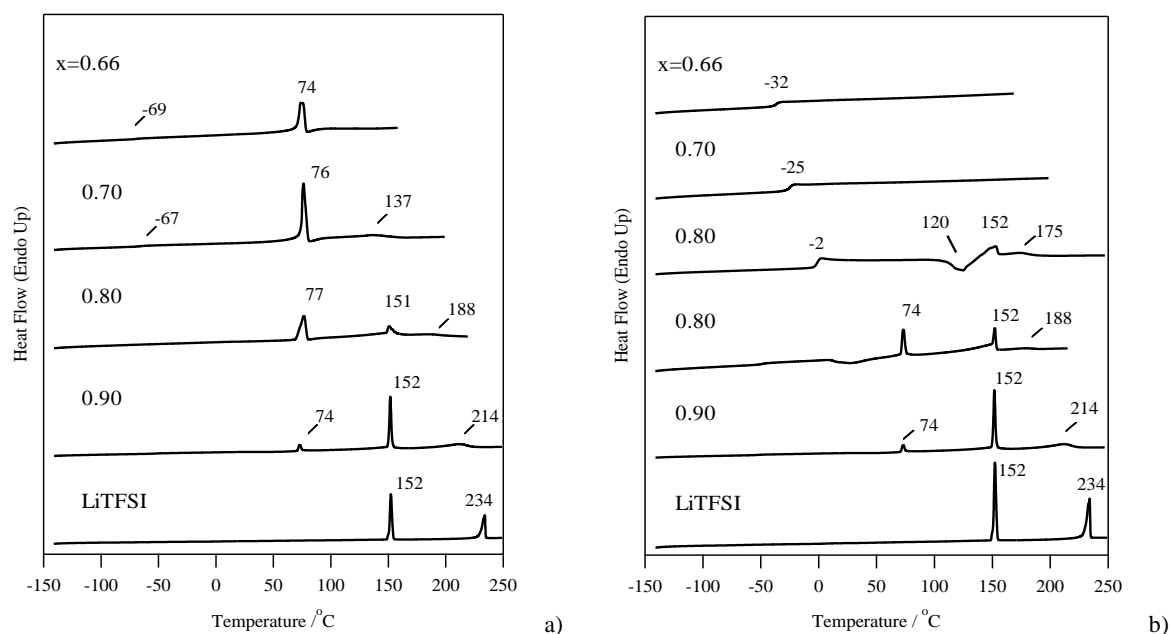 x=0.66
-69
74
0.70
-67
76
137
0.80
77
151
188
0.90
74
152
214
LiTFSI
152
234
Heat Flow (Endo Up)
-150 -100 -50 0 50 100 150 200 250
Temperature /°C
a)
x=0.66
-32
0.70
-25
0.80
-2
120
152
175
0.80
74
152
188
0.90
74
152
214
LiTFSI
152
234
Heat Flow (Endo Up)
-150 -100 -50 0 50 100 150 200 250
Temperature /°C
b)